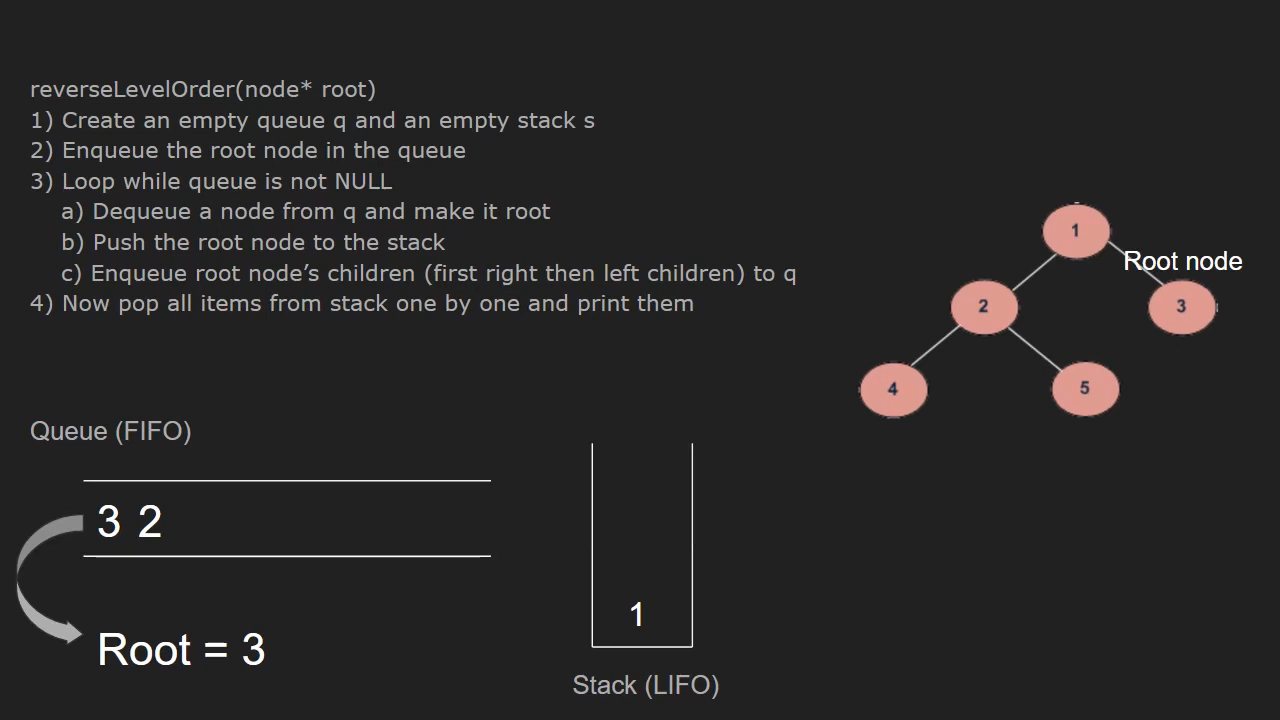 reverseLevelOrder(node* root)
1) Create an empty queue q and an empty stack s
2) Enqueue the root node in the queue
3) Loop while queue is not NULL
a) Dequeue a node from q and make it root
b) Push the root node to the stack
c) Enqueue root node’s children (first right then left children) to q
4) Now pop all items from stack one by one and print them
1
Root node
2
3
4
5
Queue (FIFO)
3 2
Root = 3
1
Stack (LIFO)